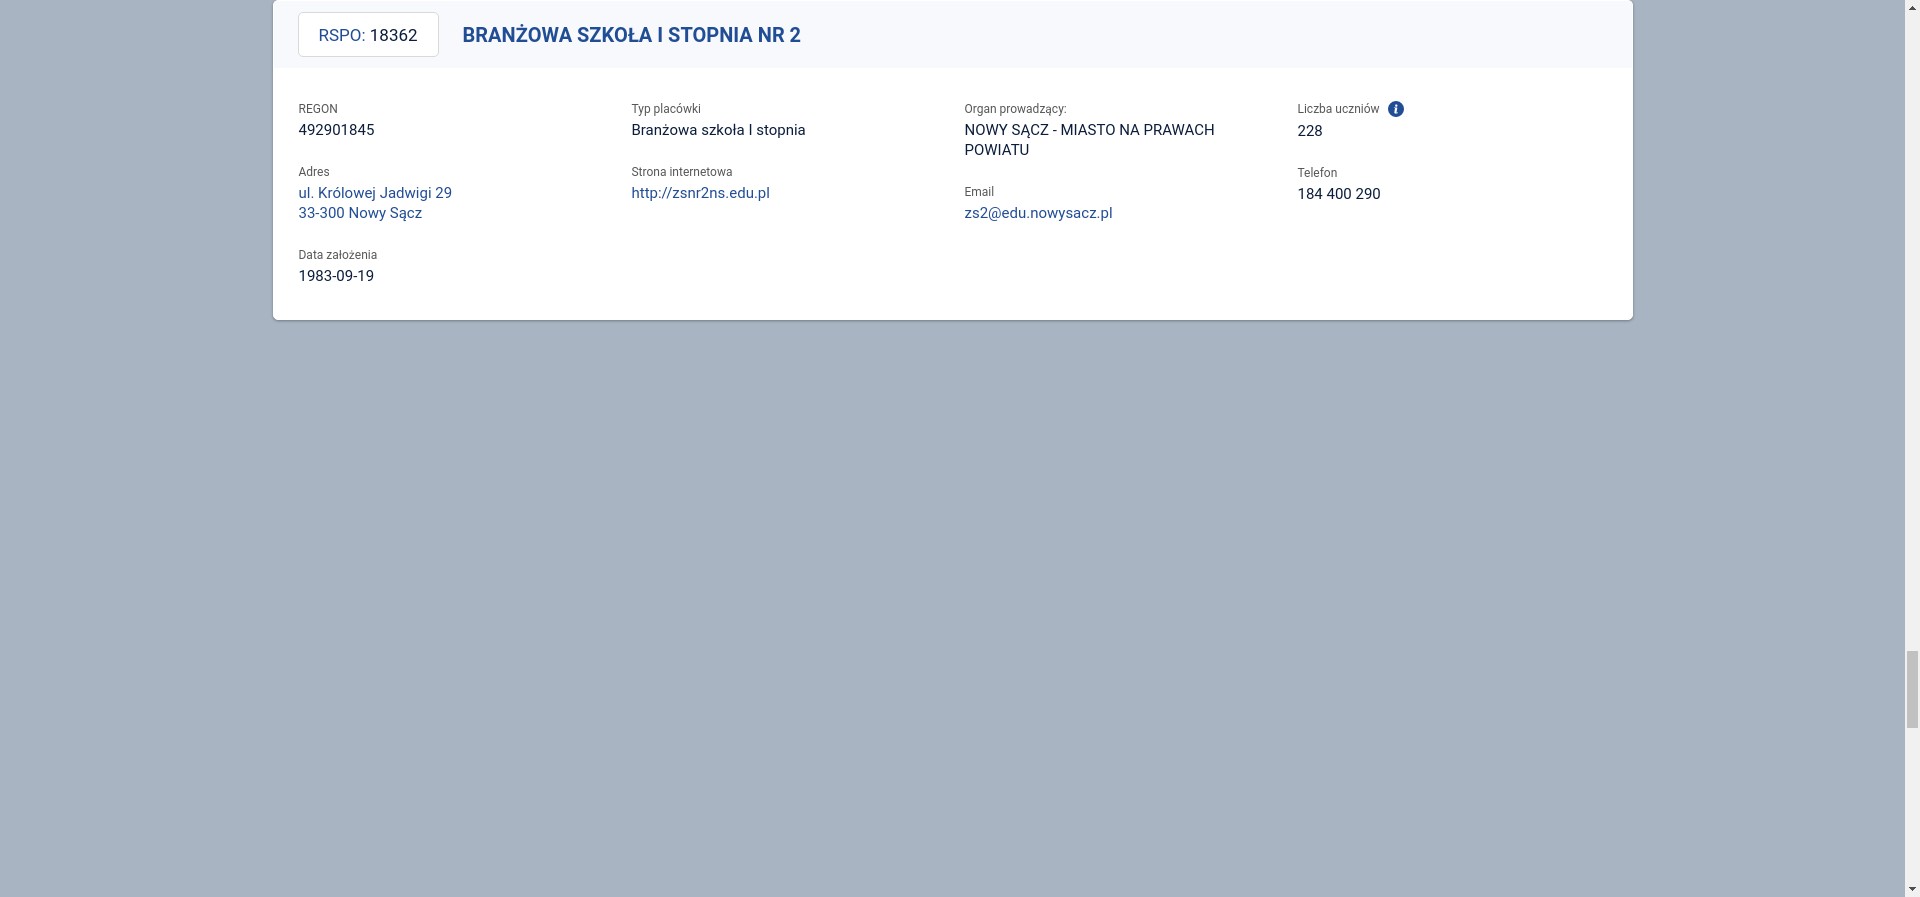 RSPO: 18362
BRANŻOWA SZKOŁA I STOPNIA NR 2
REGON
492901845
Adres
ul. Królowej Jadwigi 29
33-300 Nowy Sącz
Data założenia
1983-09-19
Typ placówki
Branżowa szkoła I stopnia
Strona internetowa
http://zsnr2ns.edu.pl
Organ prowadzący:
NOWY SĄCZ - MIASTO NA PRAWACH
POWIATU
Email
zs2@edu.nowysacz.pl
Liczba uczniów
228
Telefon
184 400 290